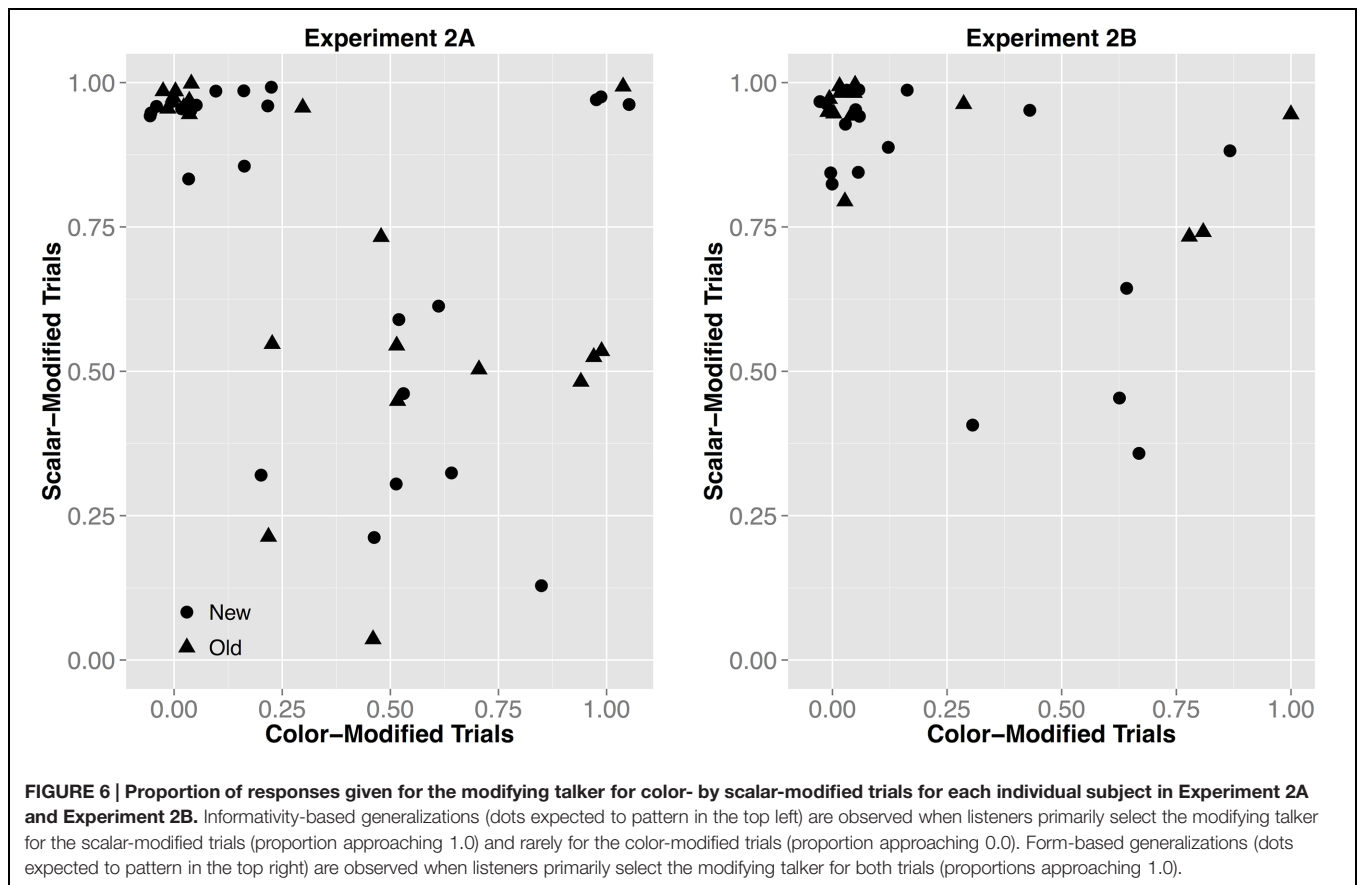 Experiment 2A
Experiment 2B
Scalar–Modified Trials
1.00
0.75
0.50
0.25
0.00
New
Old
0.00 0.25 0.50 0.75 1.00
Color–Modified Trials
Scalar–Modified Trials
1.00
0.75
0.50
0.25
0.00
0.00 0.25 0.50 0.75 1.00
Color–Modified Trials
FIGURE 6 | Proportion of responses given for the modifying talker for color- by scalar-modified trials for each individual subject in Experiment 2A
and Experiment 2B. Informativity-based generalizations (dots expected to pattern in the top left) are observed when listeners primarily select the modifying talker
for the scalar-modified trials (proportion approaching 1.0) and rarely for the color-modified trials (proportion approaching 0.0). Form-based generalizations (dots
expected to pattern in the top right) are observed when listeners primarily select the modifying talker for both trials (proportions approaching 1.0).